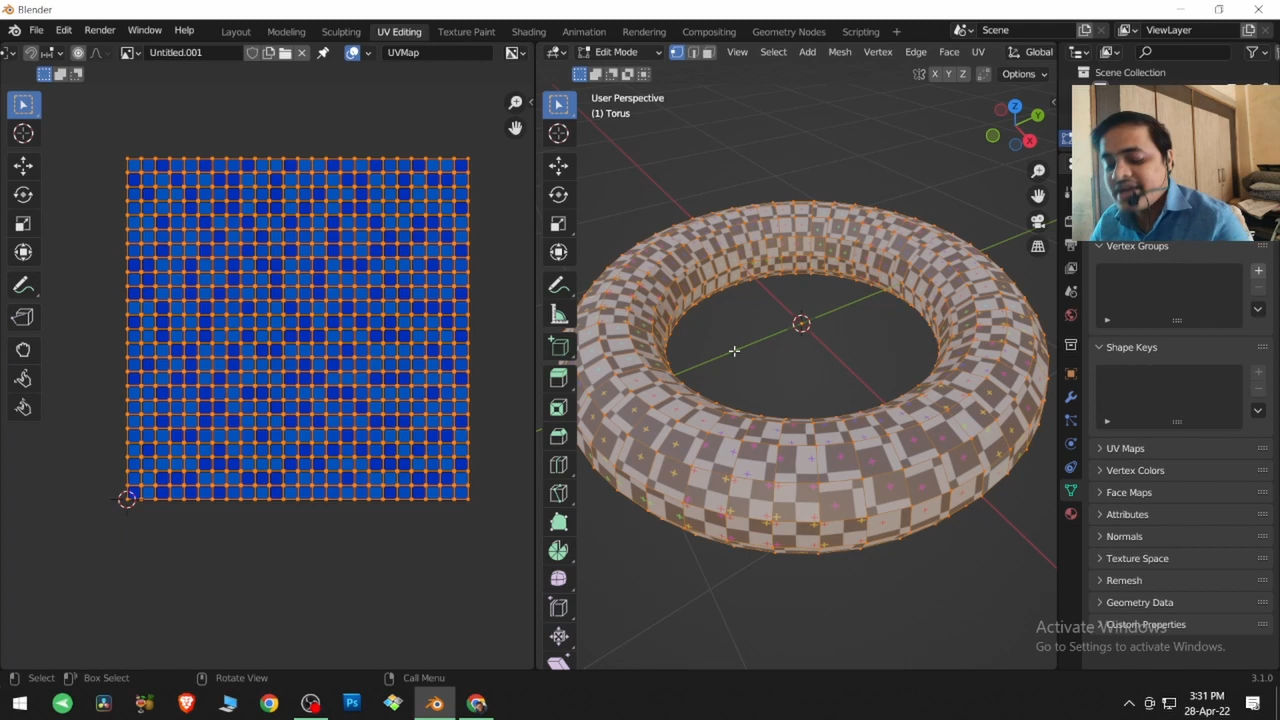 Blender
File Edit Render Window Help Layout Modeling Sculpting UV Editing Texture Paint Shading Animation Rendering Compositing Geometry Nodes Scripting Scene ViewLayer
Untitled.001 UVMap Edit Mode View Select Add Mesh Vertex Edge Face UV Global
X Y Z Options Scene Collection
User Perspective
(1) Torus
Z
Y
X
Vertex Groups
Shape Keys
UV Maps
Vertex Colors
Face Maps
Attributes
Normals
Texture Space
Remesh
Geometry Data
Custom Properties
Activate Windows
Go to Settings to activate Windows.
Select Box Select Rotate View Call Menu 3.1.0
Ps 3:31 PM
28-Apr-22